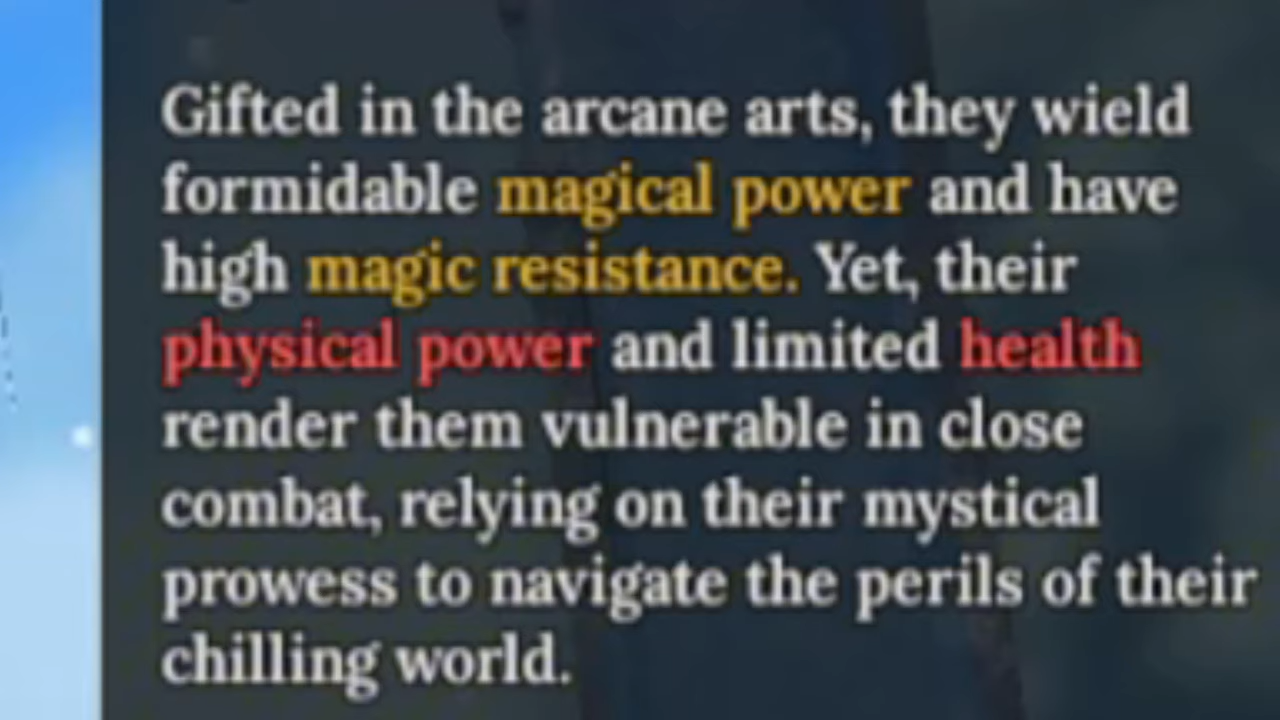 Gifted in the arcane arts, they wield
formidable magical power and have
high magic resistance. Yet, their
physical power and limited health
render them vulnerable in close
combat, relying on their mystical
prowess to navigate the perils of their
chilling world.